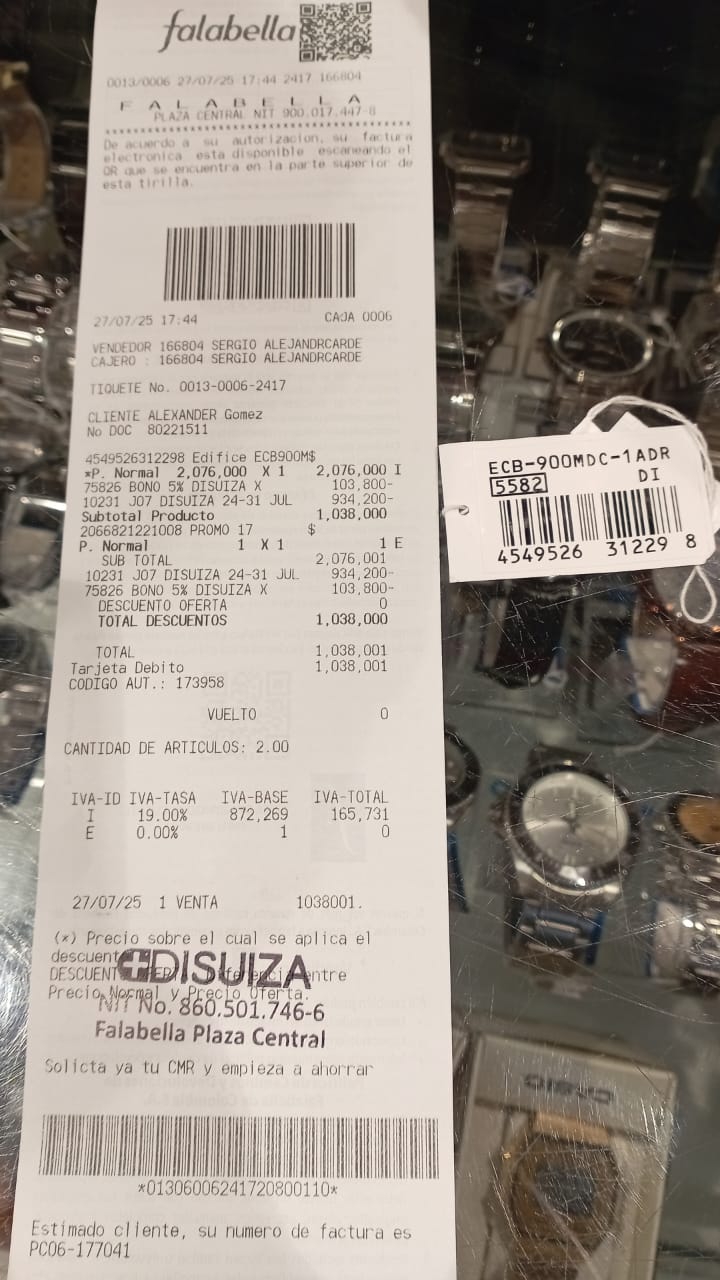 falabella
0013/0006 27/07/25 17:44 2417 166804
F A L A B E L L A
PLAZA CENTRAL NIT 900.017.447-8
De acuerdo a su autorizacion, su factura
electronica esta disponible escaneando el
QR que se encuentra en la parte superior de
esta tirilla.
27/07/25 17:44 CAJA 0006
VENDEDOR 166804 SERGIO ALEJANDRCARDE
CAJERO : 166804 SERGIO ALEJANDRCARDE
TIQUETE No. 0013-0006-2417
CLIENTE ALEXANDER Gomez
No DOC 80221511
4549526312298 Edifice ECB900M$
*P. Normal 2,076,000 X 1 2,076,000 I
75826 BONO 5% DISUIZA X 103,800-
10231 J07 DISUIZA 24-31 JUL 934,200-
Subtotal Producto 1,038,000
2066821221008 PROMO 17 $
P. Normal 1 X 1 1 E
SUB TOTAL 2,076,001
10231 J07 DISUIZA 24-31 JUL 934,200-
75826 BONO 5% DISUIZA X 103,800-
DESCUENTO OFERTA 0
TOTAL DESCUENTOS 1,038,000
TOTAL 1,038,001
Tarjeta Debito 1,038,001
CODIGO AUT.: 173958
VUELTO 0
CANTIDAD DE ARTICULOS: 2.00
IVA-ID IVA-TASA IVA-BASE IVA-TOTAL
I 19.00% 872,269 165,731
E 0.00% 1 0
27/07/25 1 VENTA 1038001.
(*) Precio sobre el cual se aplica el
descuent
DISUIZA
DESCUENT Diferencia entre
Precio Normal y Precio Oferta.
NIT No. 860.501.746-6
Falabella Plaza Central
Solicta ya tu CMR y empieza a ahorrar
*01306006241720800110*
Estimado cliente, su numero de factura es
PC06-177041
ECB-900MDC-1ADR
5582 DI
4549526 31229 8
CASIO